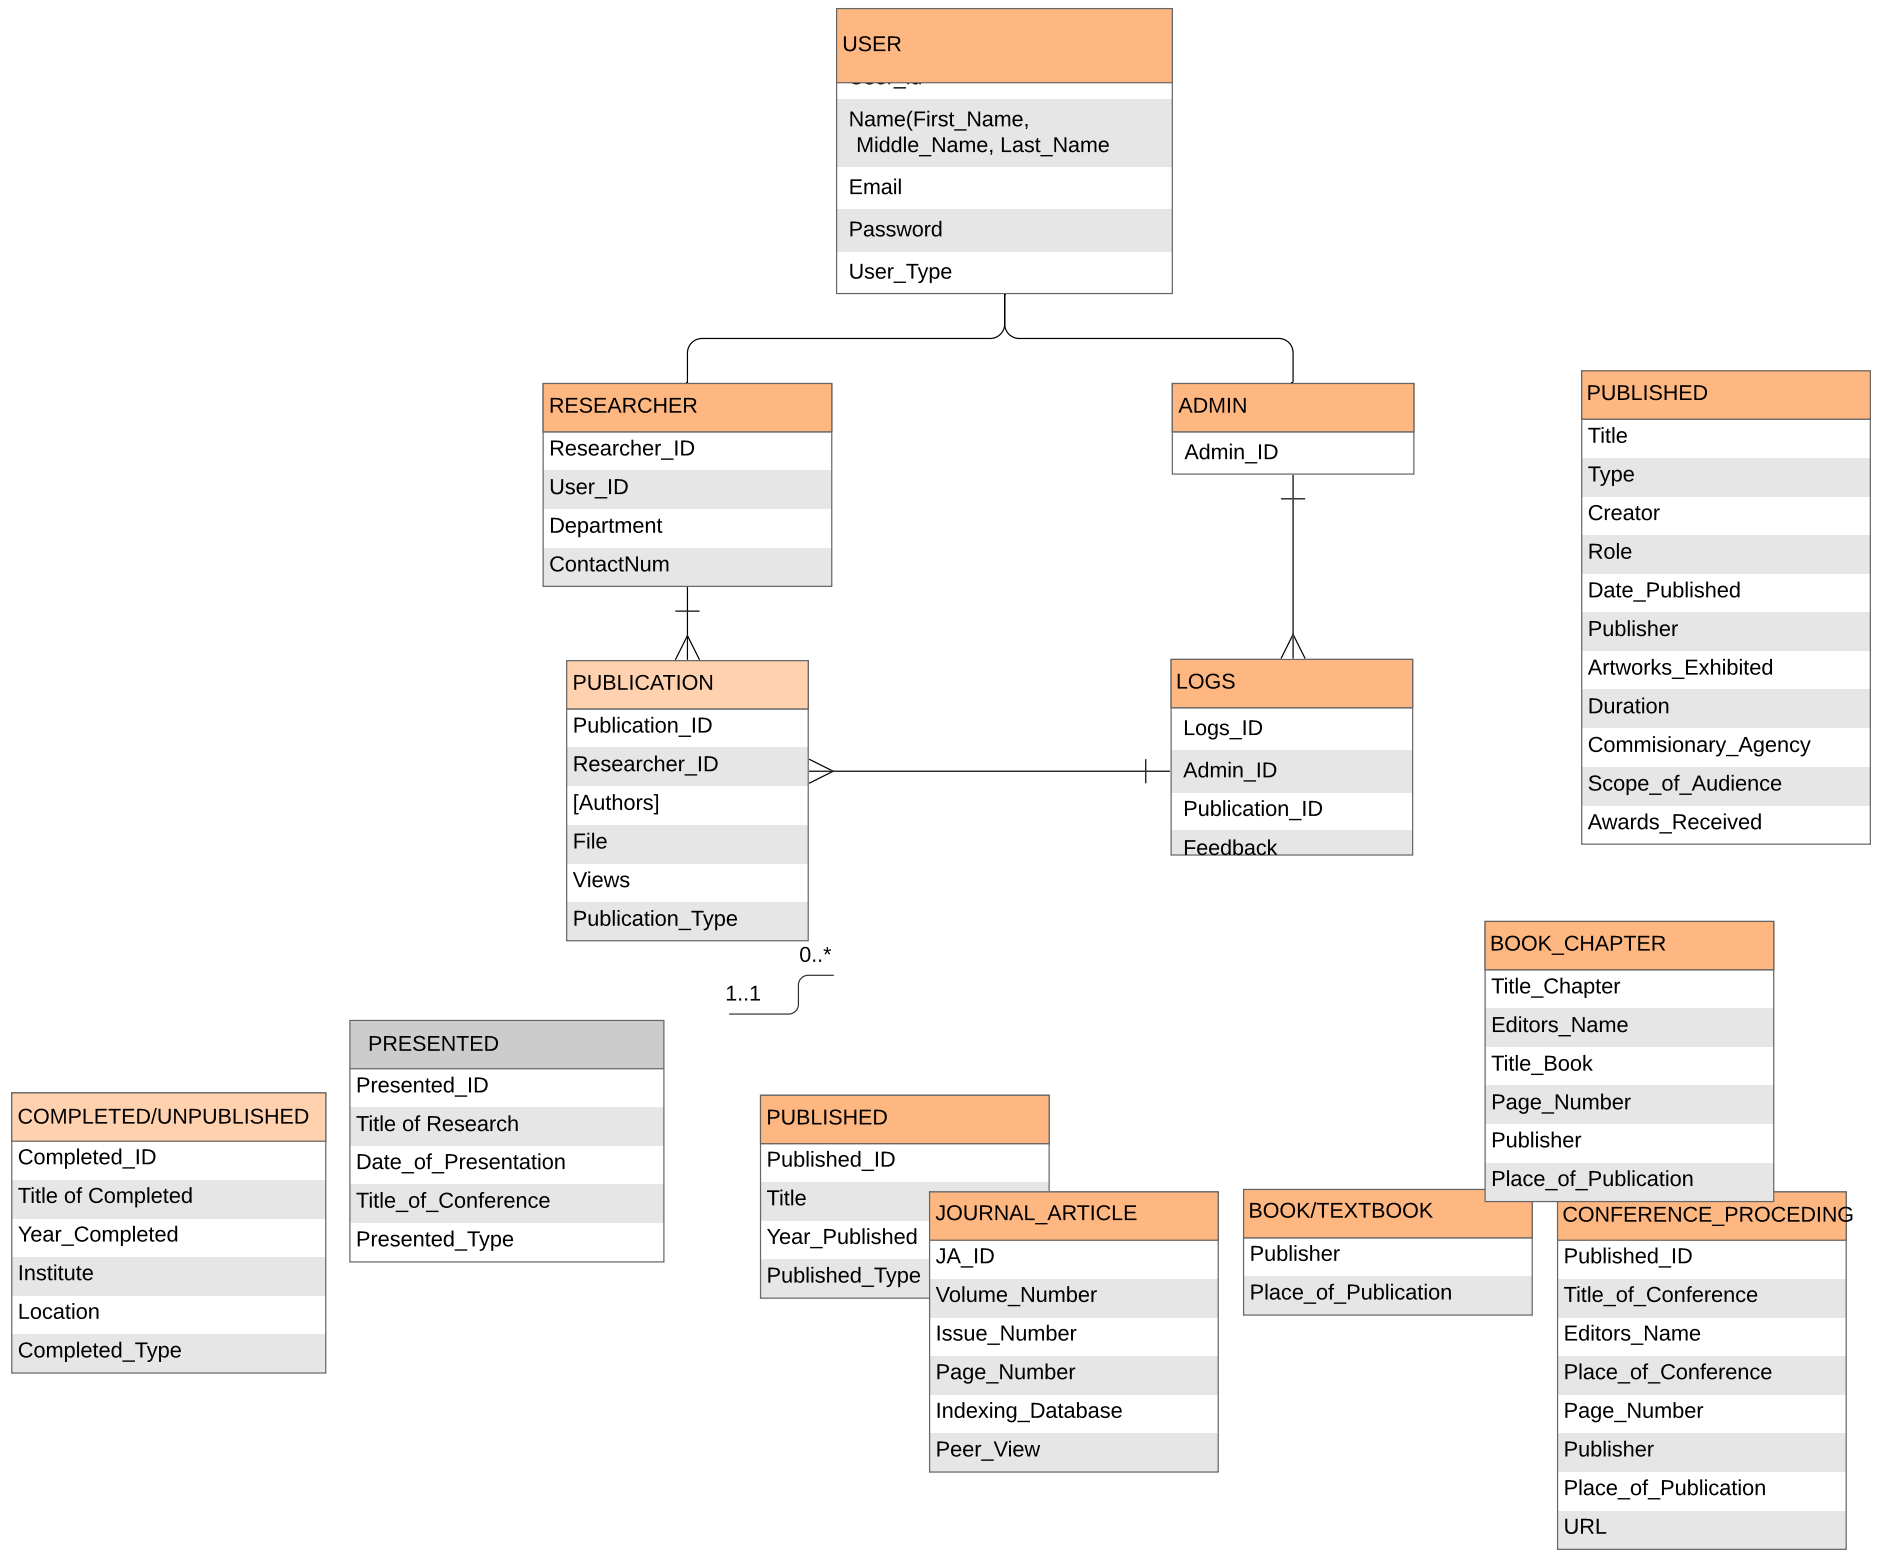 USER
Name(First_Name,
Middle_Name, Last_Name
Email
Password
User_Type
RESEARCHER
Researcher_ID
User_ID
Department
ContactNum
ADMIN
Admin_ID
PUBLISHED
Title
Type
Creator
Role
Date_Published
Publisher
Artworks_Exhibited
Duration
Commisionary_Agency
Scope_of_Audience
Awards_Received
PUBLICATION
Publication_ID
Researcher_ID
[Authors]
File
Views
Publication_Type
LOGS
Logs_ID
Admin_ID
Publication_ID
Feedback
0..*
1..1
BOOK_CHAPTER
Title_Chapter
Editors_Name
Title_Book
Page_Number
Publisher
Place_of_Publication
PRESENTED
Presented_ID
Title of Research
Date_of_Presentation
Title_of_Conference
Presented_Type
COMPLETED/UNPUBLISHED
Completed_ID
Title of Completed
Year_Completed
Institute
Location
Completed_Type
PUBLISHED
Published_ID
Title
Year_Published
Published_Type
JOURNAL_ARTICLE
JA_ID
Volume_Number
Issue_Number
Page_Number
Indexing_Database
Peer_View
BOOK/TEXTBOOK
Publisher
Place_of_Publication
CONFERENCE_PROCEDING
Published_ID
Title_of_Conference
Editors_Name
Place_of_Conference
Page_Number
Publisher
Place_of_Publication
URL